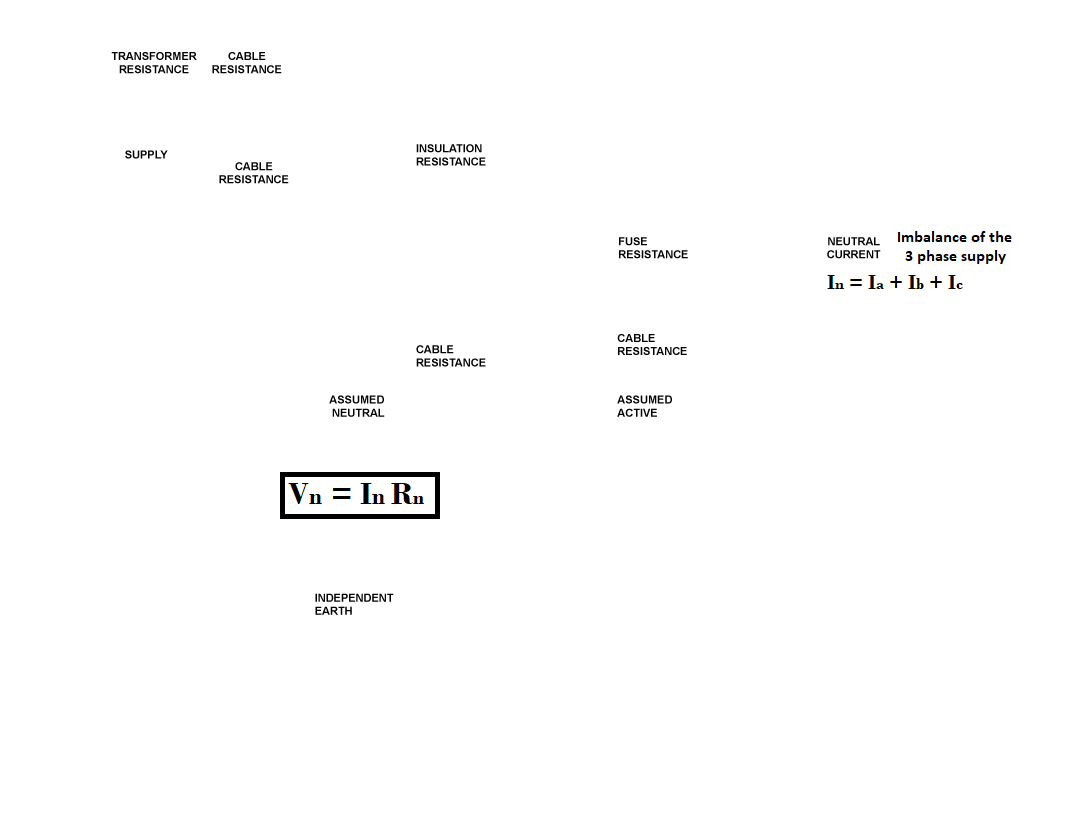 TRANSFORMER
RESISTANCE
CABLE
RESISTANCE
SUPPLY
CABLE
RESISTANCE
INSULATION
RESISTANCE
FUSE
RESISTANCE
NEUTRAL
CURRENT
Imbalance of the
3 phase supply
In = Ia + Ib + Ic
CABLE
RESISTANCE
CABLE
RESISTANCE
ASSUMED
NEUTRAL
ASSUMED
ACTIVE
Vn = In Rn
INDEPENDENT
EARTH